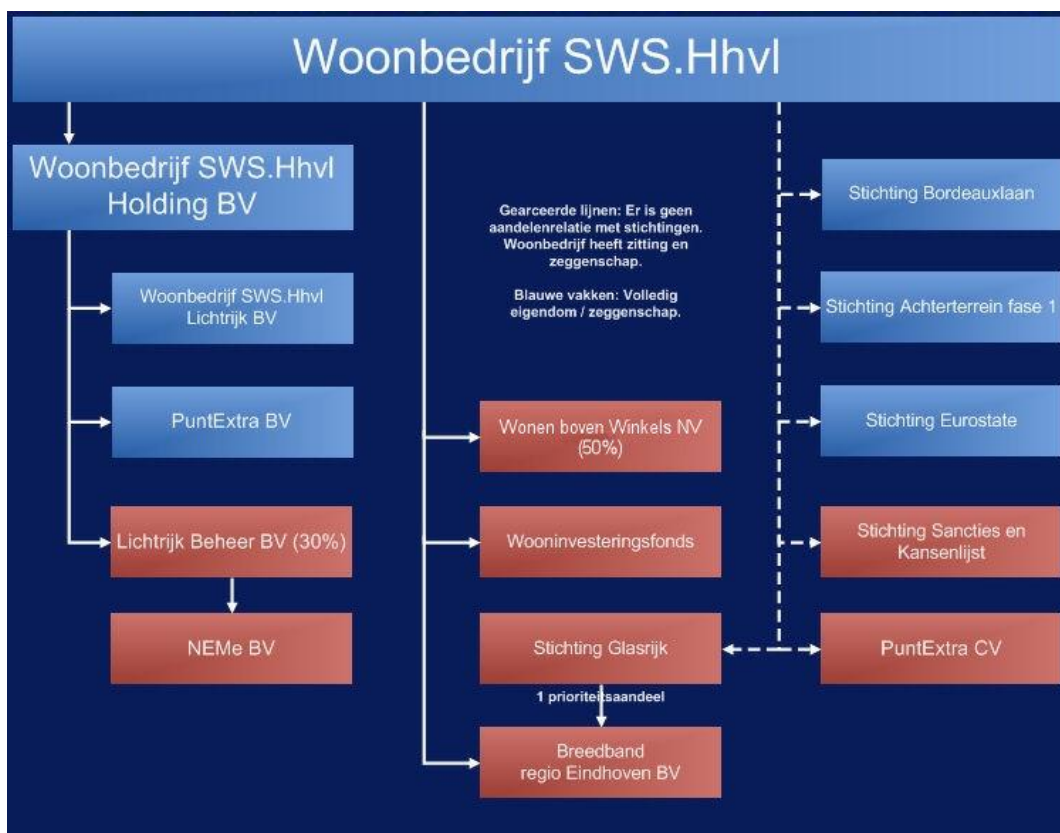 Woonbedrijf SWS.Hhvl
Woonbedrijf SWS.Hhvl
Holding BV
Woonbedrijf SWS.Hhvl
Lichtrijk BV
PuntExtra BV
Lichtrijk Beheer BV (30%)
NEMe BV
Gearceerde lijnen: Er is geen
aandelenrelatie met stichtingen.
Woonbedrijf heeft zitting en
zeggenschap.
Blauwe vakken: Volledig
eigendom / zeggenschap.
Wonen boven Winkels NV
(50%)
Wooninvesteringsfonds
Stichting Glasrijk
1 prioriteitsaandeel
Breedband
regio Eindhoven BV
Stichting Bordeauxlaan
Stichting Achterterrein fase 1
Stichting Eurostate
Stichting Sancties en
Kansenlijst
PuntExtra CV